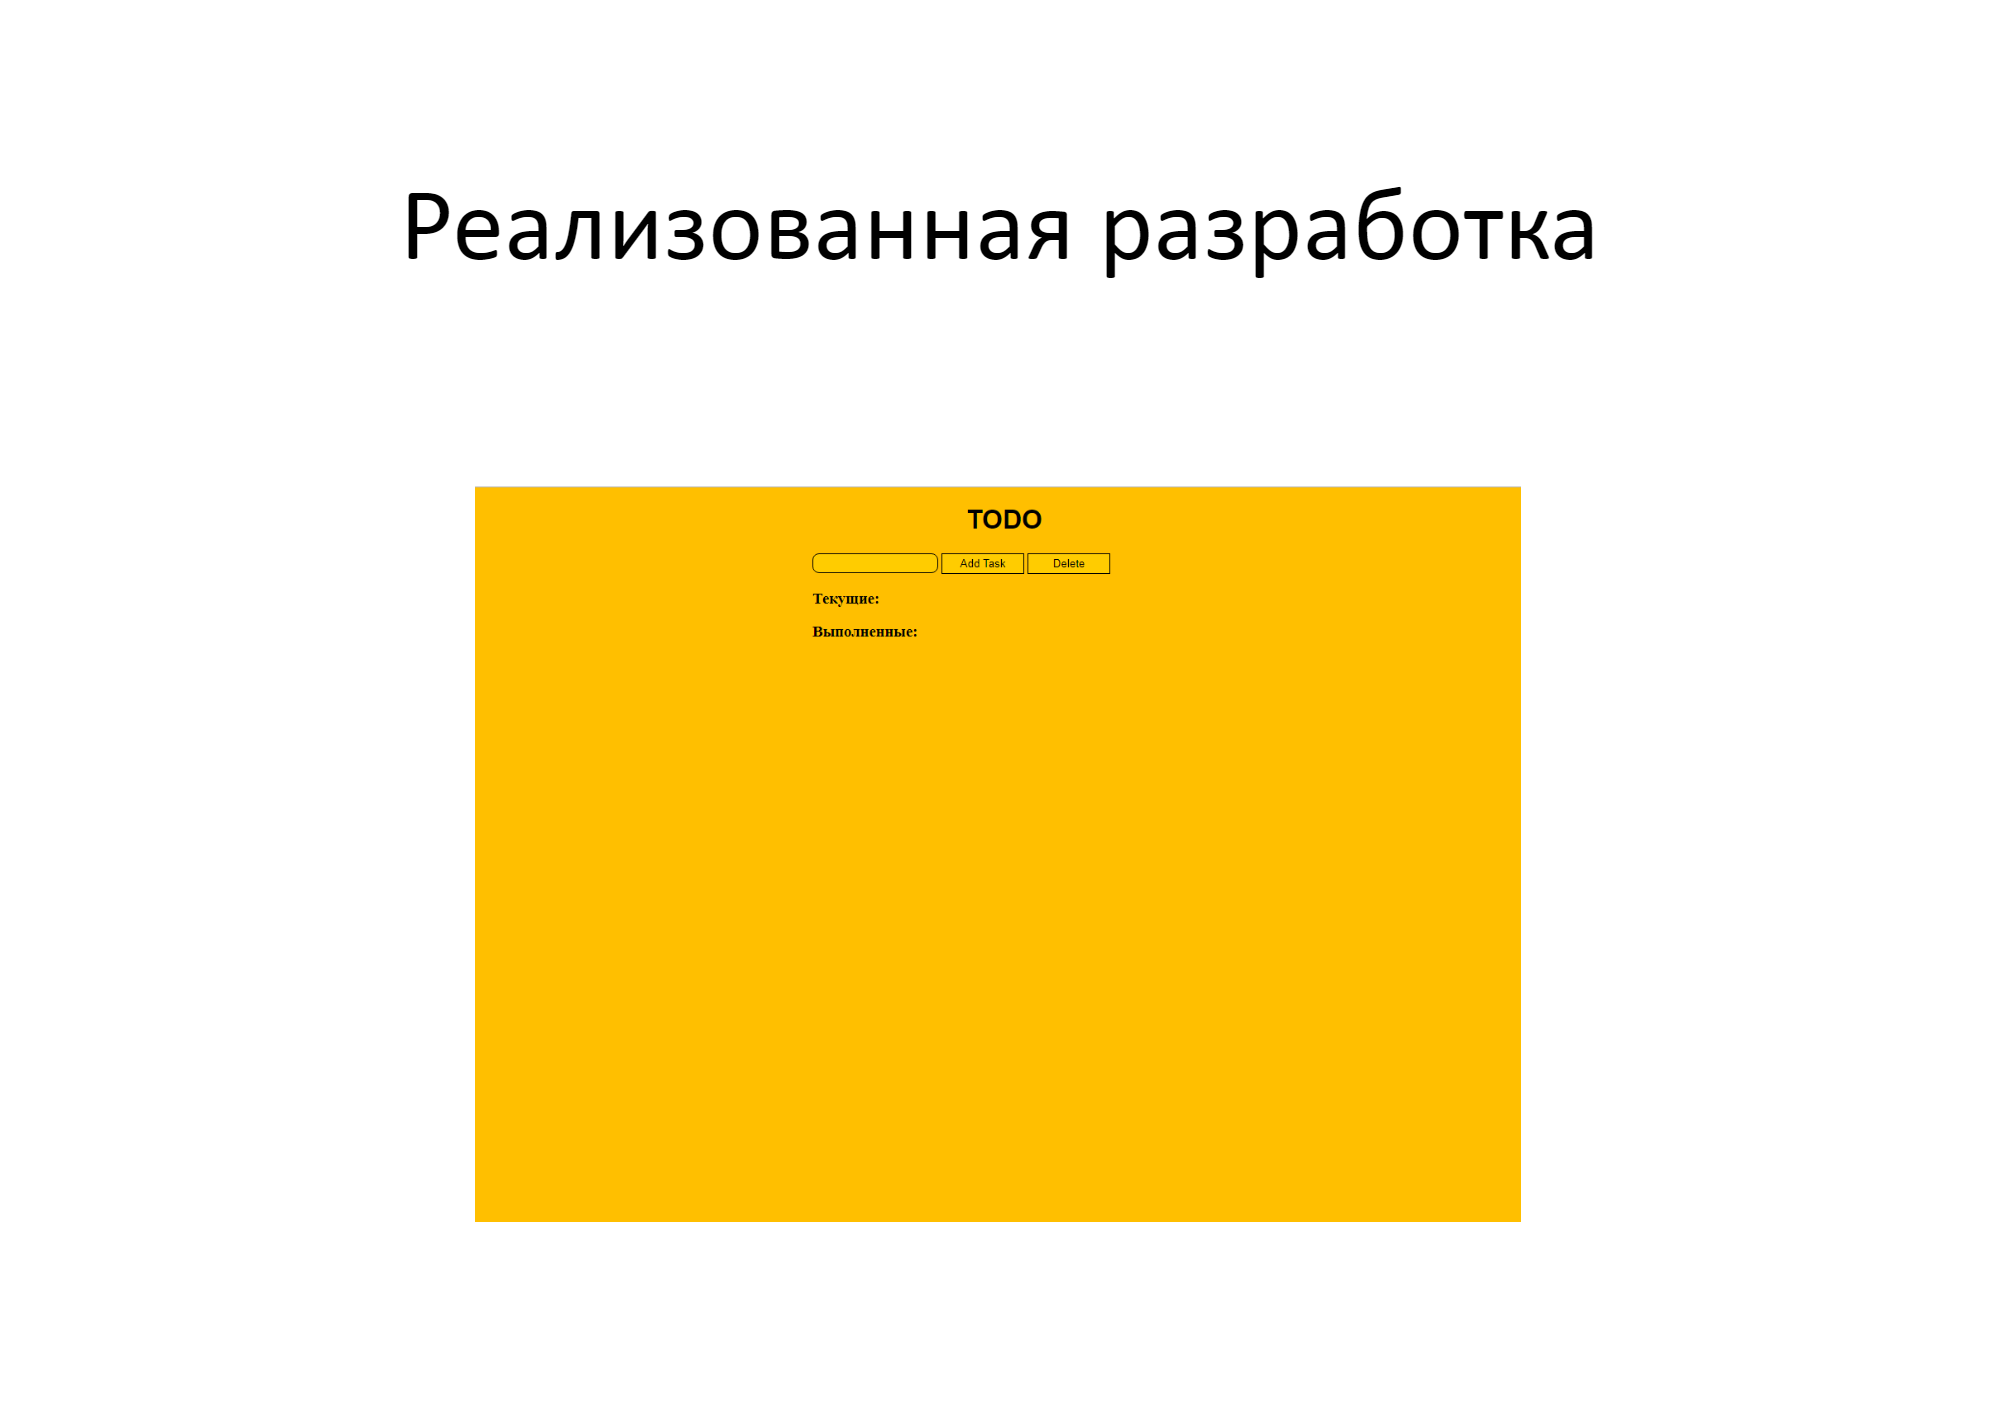 Реализованная разработка
TODO
Add Task Delete
Текущие:
Выполненные: